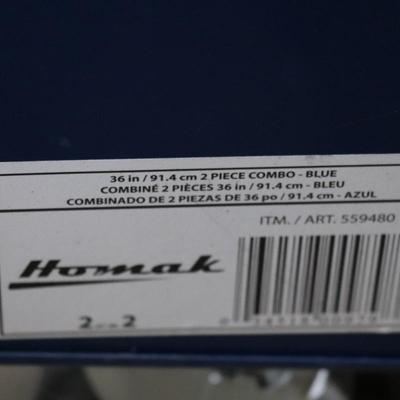 36 in / 91.4 cm 2 PIECE COMBO - BLUE
COMBINÉ 2 PIÈCES 36 in / 91.4 cm - BLEU
COMBINADO DE 2 PIEZAS DE 36 po / 91.4 cm - AZUL
ITM. / ART. 559480
Homak
2 2